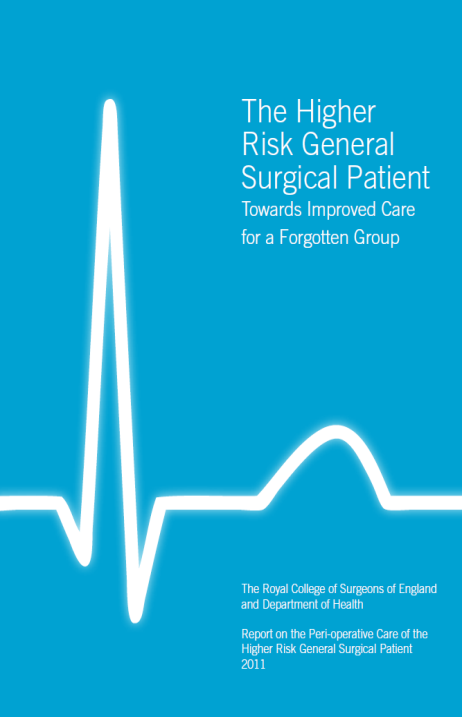 The Higher
Risk General
Surgical Patient
Towards Improved Care
for a Forgotten Group
The Royal College of Surgeons of England
and Department of Health
Report on the Peri-operative Care of the
Higher Risk General Surgical Patient
2011